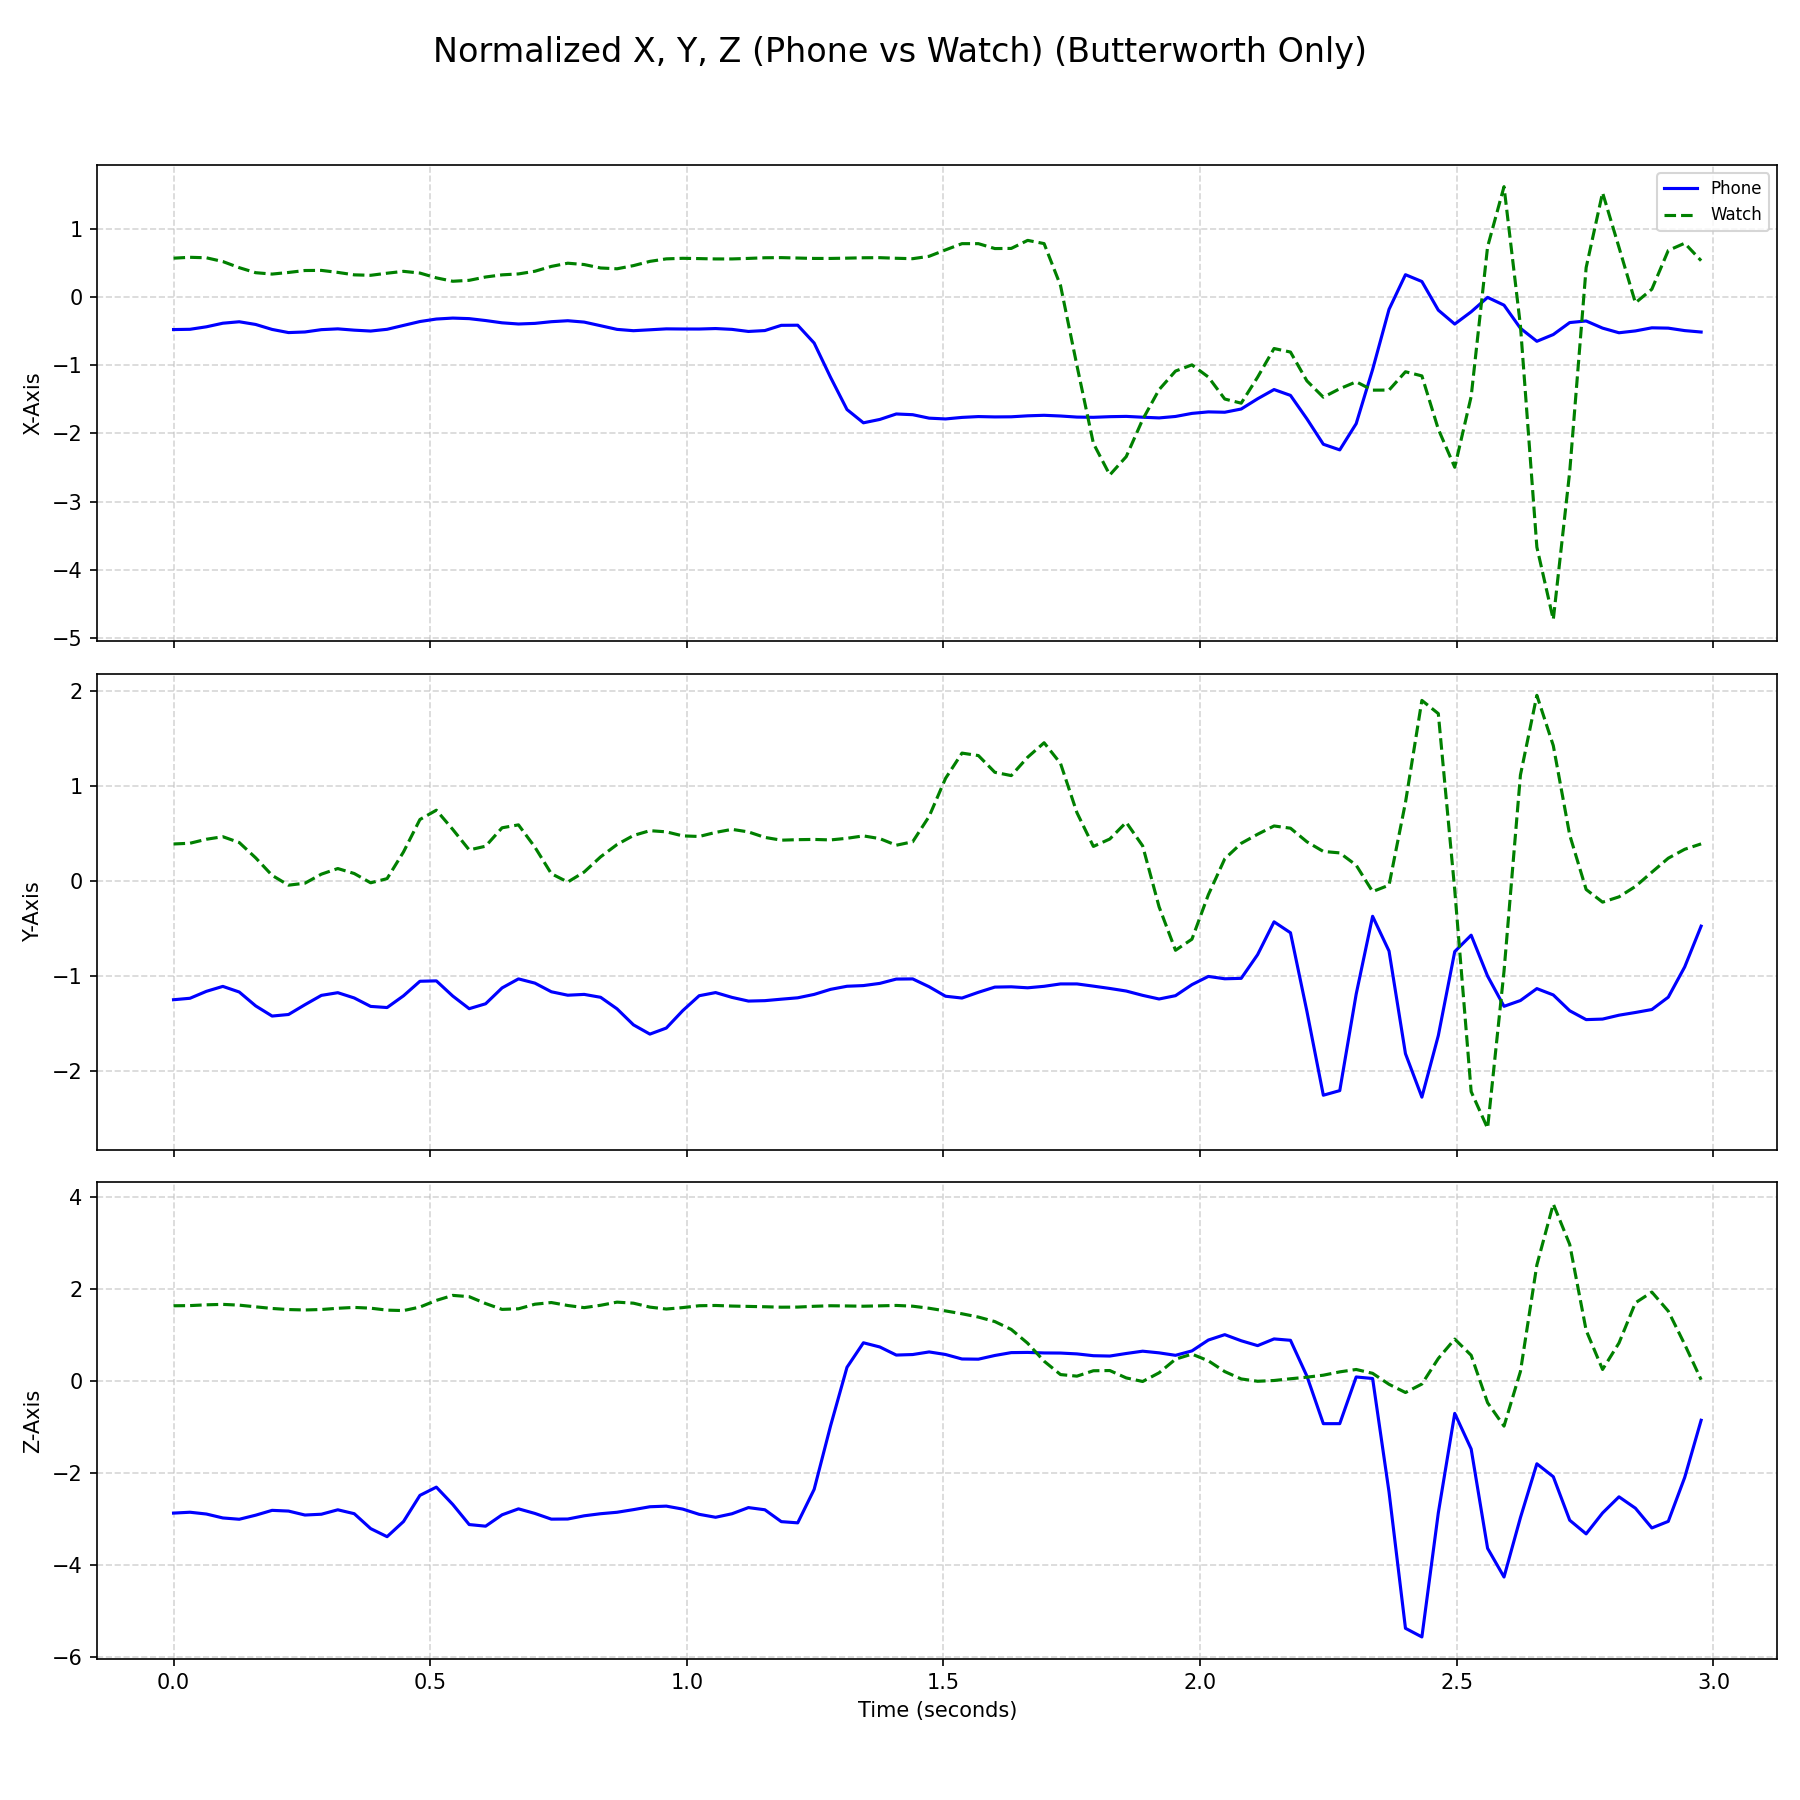 Normalized X, Y, Z (Phone vs Watch) (Butterworth Only)
Phone
Watch
X-Axis
1
0
−1
−2
−3
−4
−5
Y-Axis
2
1
0
−1
−2
Z-Axis
4
2
0
−2
−4
−6
0.0 0.5 1.0 1.5 2.0 2.5 3.0
Time (seconds)